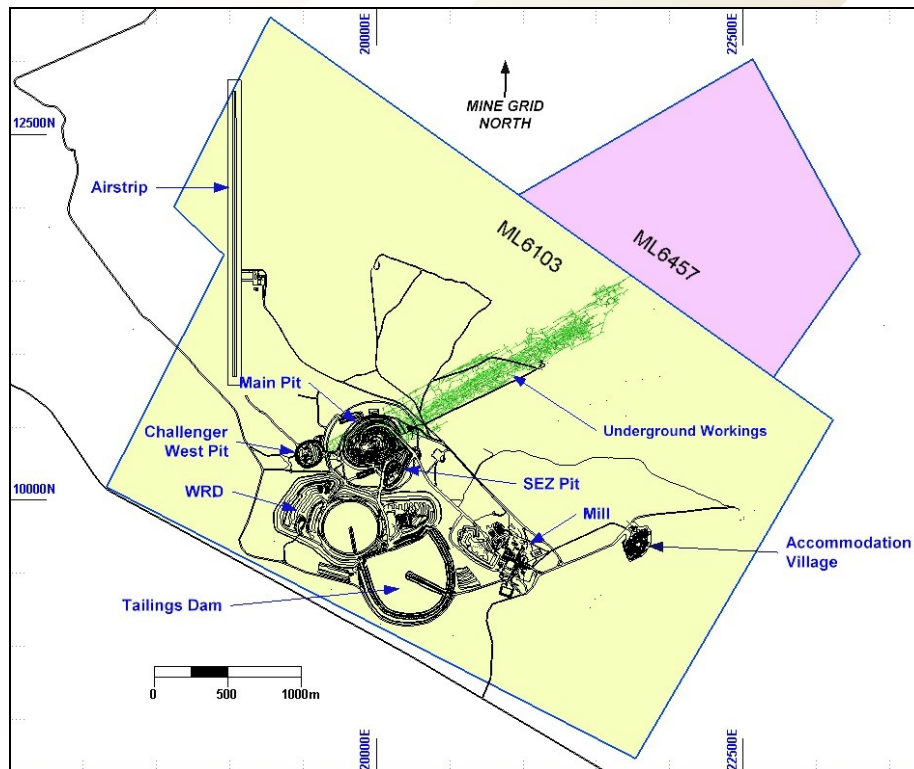 20000E
22500E
MINE GRID
NORTH
12500N
Airstrip
ML6103
ML6457
Main Pit
Challenger
West Pit
Underground Workings
SEZ Pit
WRD
10000N
Mill
Accommodation
Village
Tailings Dam
0 500 1000m
20000E
22500E